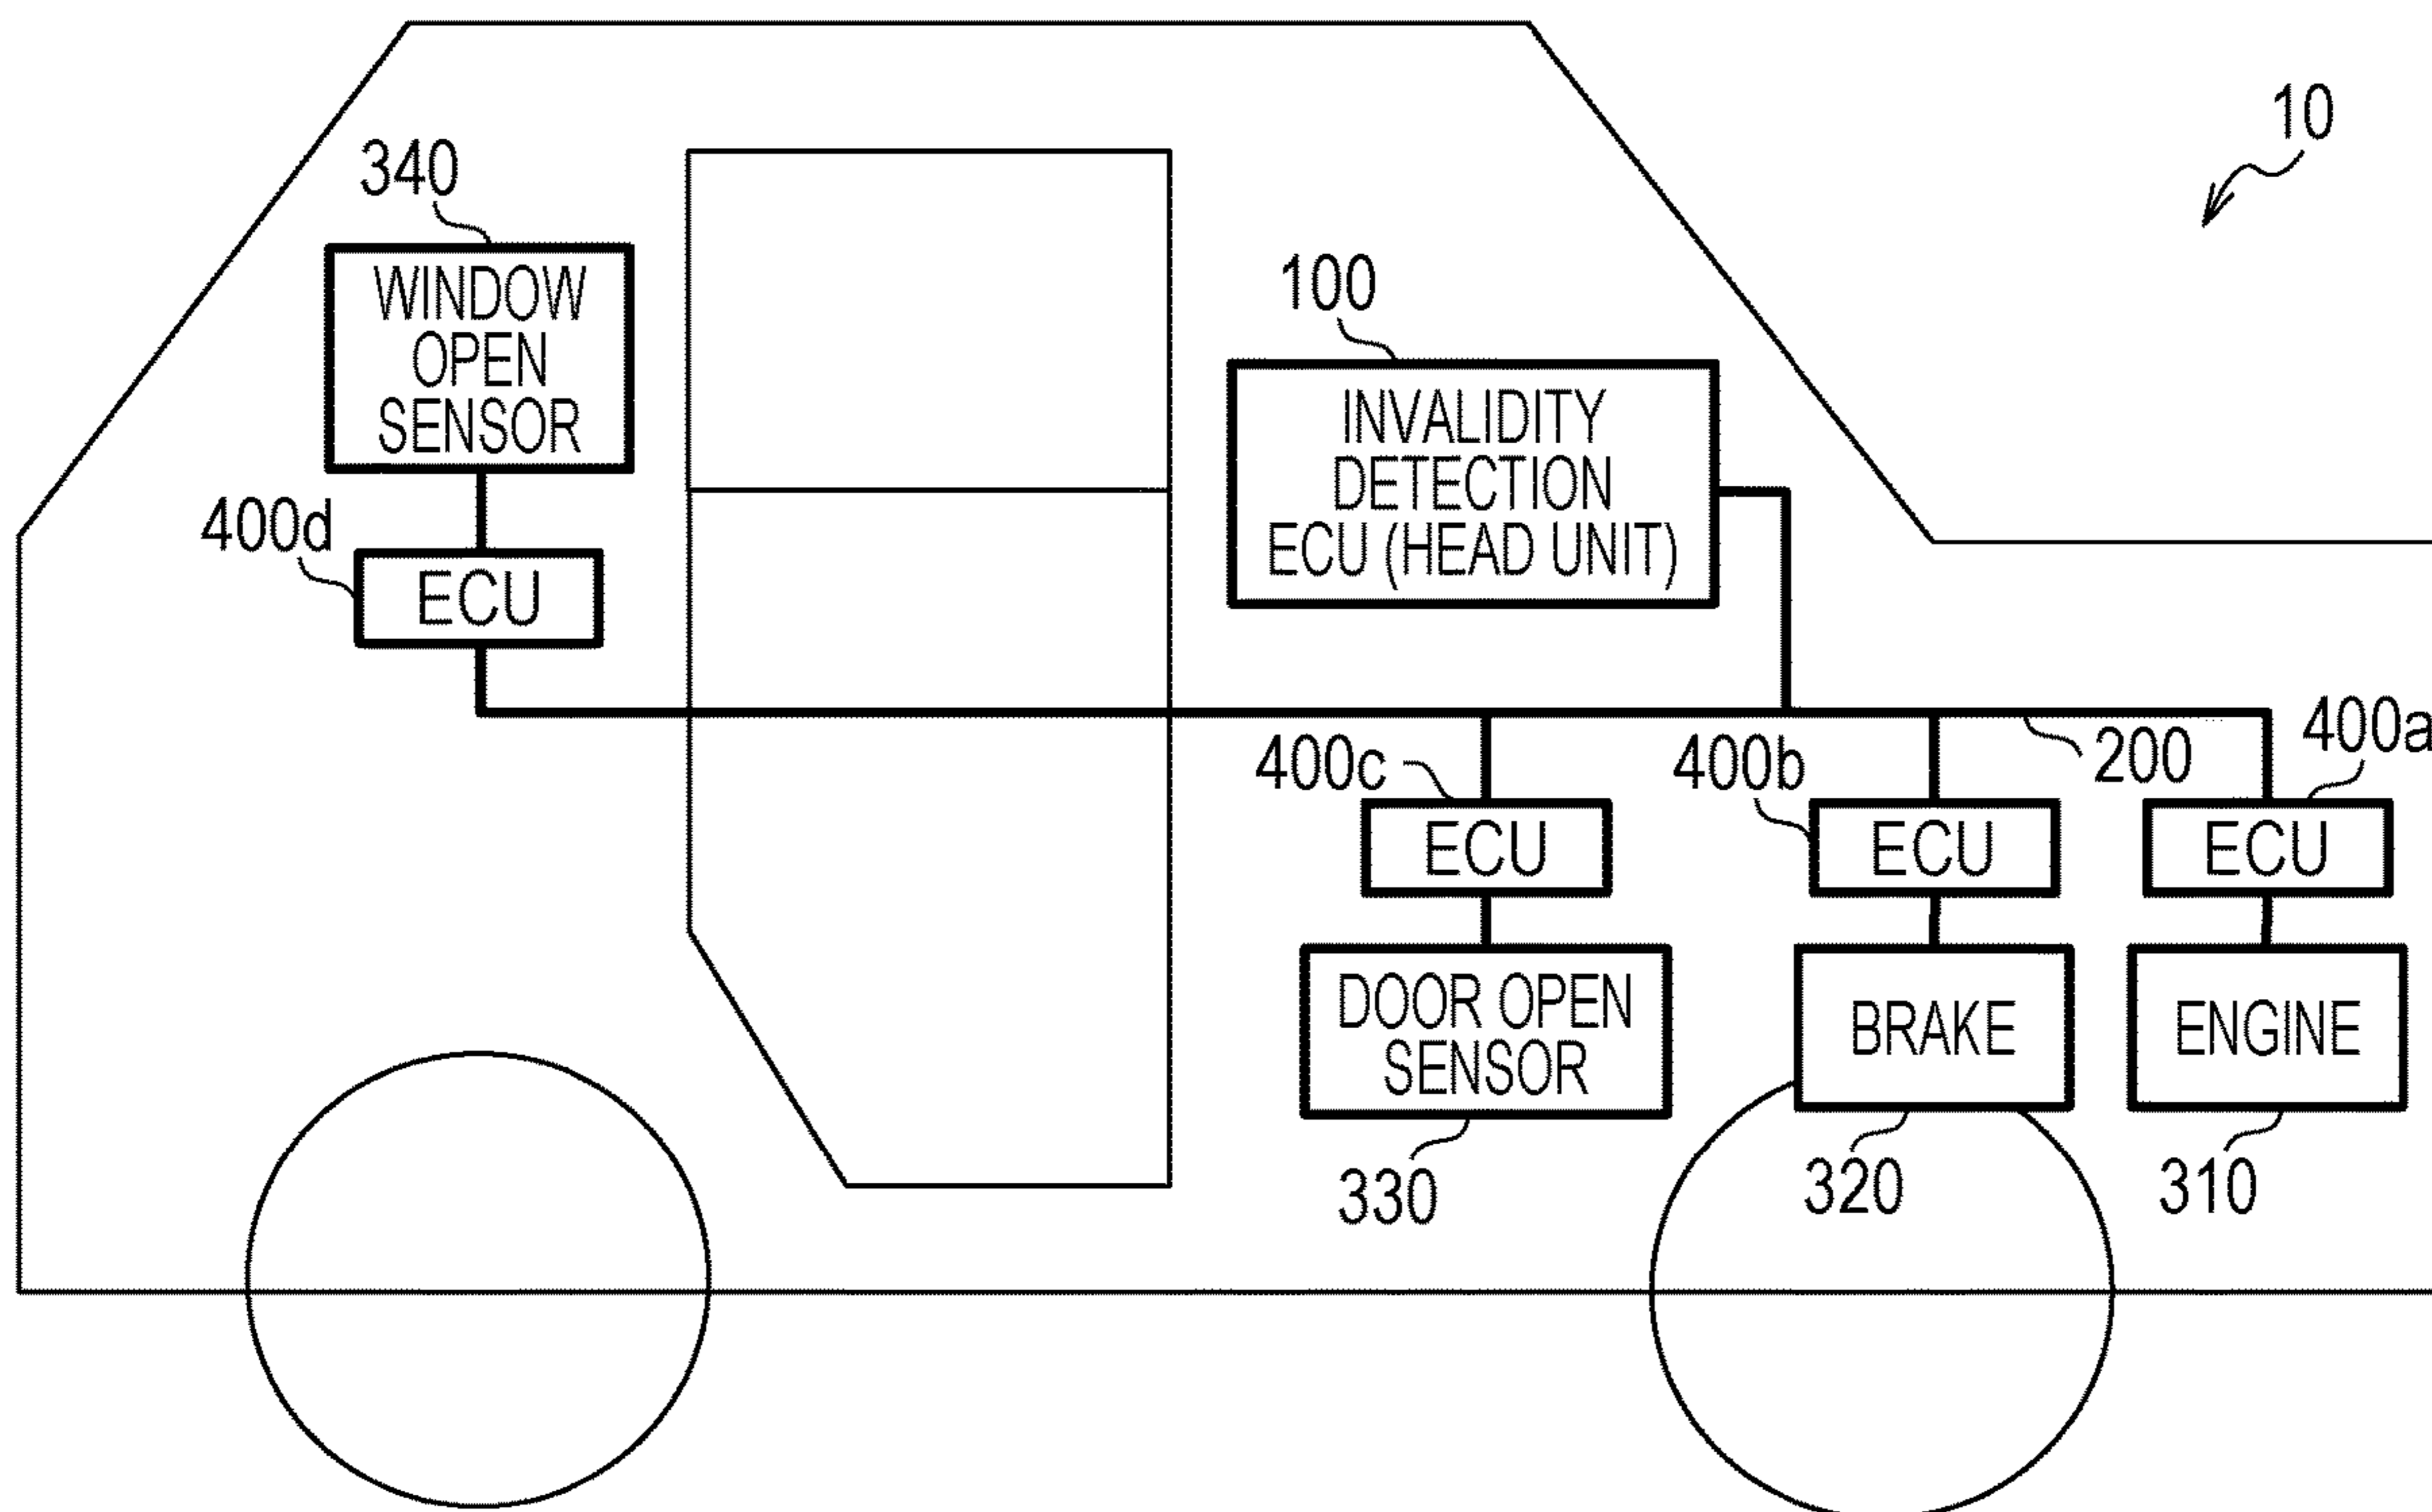 10
340
WINDOW
OPEN
SENSOR
100
INVALIDITY
DETECTION
ECU (HEAD UNIT)
400d
ECU
400c
400b
200
400a
ECU
ECU
ECU
DOOR OPEN
SENSOR
BRAKE
ENGINE
330
320
310